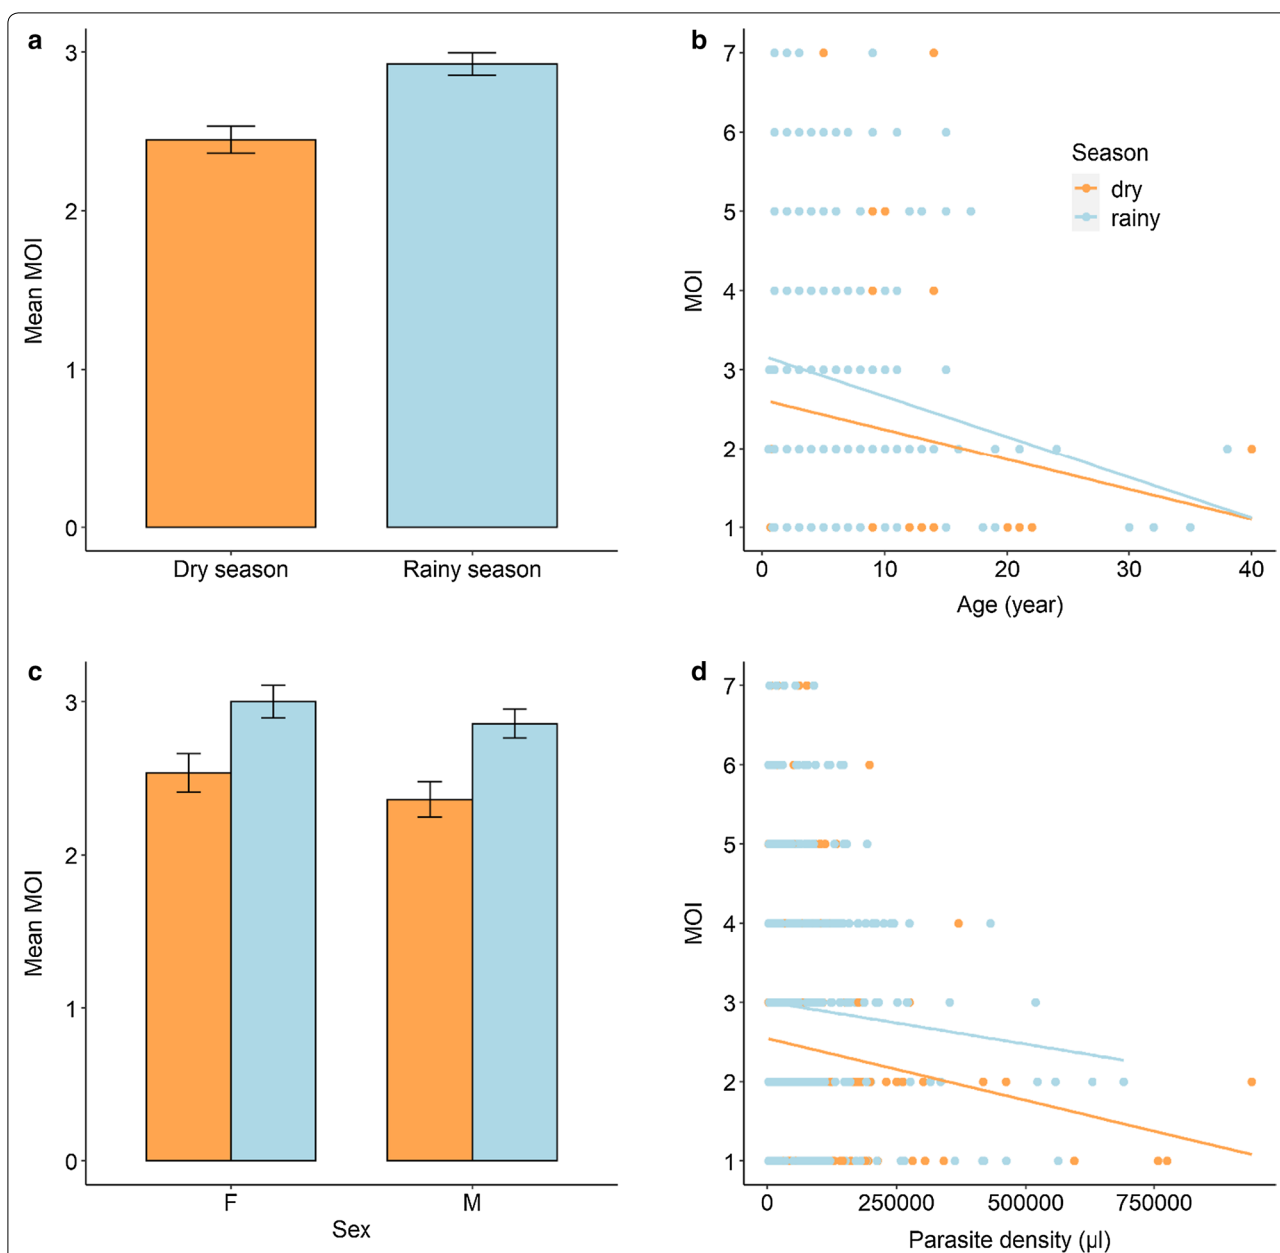 a
3
2
1
0
Mean MOI
Dry season
Rainy season
b
7
6
5
4
3
2
1
MOI
Season
dry
rainy
0
10
20
30
40
Age (year)
c
3
2
1
0
Mean MOI
F
M
Sex
d
7
6
5
4
3
2
1
MOI
0
250000
500000
750000
Parasite density (µl)